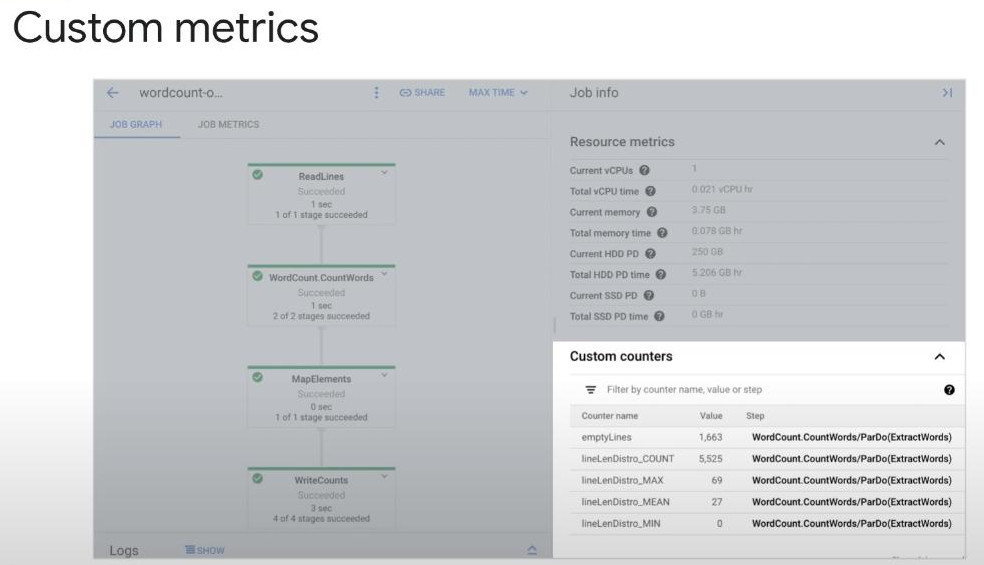 Custom metrics
wordcount-o...
SHARE
MAX TIME
Job info
JOB GRAPH
JOB METRICS
ReadLines
Succeeded
1 sec
1 of 1 stage succeeded
WordCount.CountWords
Succeeded
1 sec
2 of 2 stages succeeded
MapElements
Succeeded
0 sec
1 of 1 stage succeeded
WriteCounts
Succeeded
3 sec
4 of 4 stages succeeded
Logs
SHOW
Resource metrics
Current vCPUs ? 1
Total vCPU time ? 0.021 vCPU hr
Current memory ? 3.75 GB
Total memory time ? 0.078 GB hr
Current HDD PD ? 250 GB
Total HDD PD time ? 5.206 GB hr
Current SSD PD ? 0 B
Total SSD PD time ? 0 GB hr
Custom counters
Filter by counter name, value or step ?
Counter name Value Step
emptyLines 1,663 WordCount.CountWords/ParDo(ExtractWords)
lineLenDistro_COUNT 5,525 WordCount.CountWords/ParDo(ExtractWords)
lineLenDistro_MAX 69 WordCount.CountWords/ParDo(ExtractWords)
lineLenDistro_MEAN 27 WordCount.CountWords/ParDo(ExtractWords)
lineLenDistro_MIN 0 WordCount.CountWords/ParDo(ExtractWords)